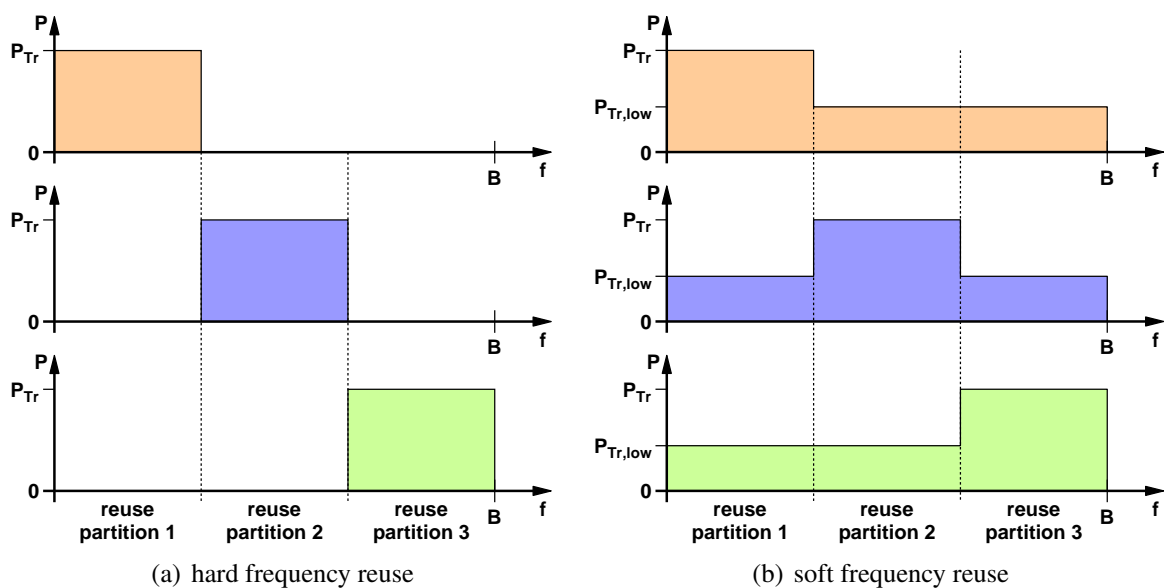 P
P_Tr
0
B
f
P
P_Tr
0
B
f
P
P_Tr
0
B
f
reuse
partition 1
reuse
partition 2
reuse
partition 3
(a) hard frequency reuse
P
P_Tr
P_Tr,low
0
B
f
P
P_Tr
P_Tr,low
0
B
f
P
P_Tr
P_Tr,low
0
B
f
reuse
partition 1
reuse
partition 2
reuse
partition 3
(b) soft frequency reuse